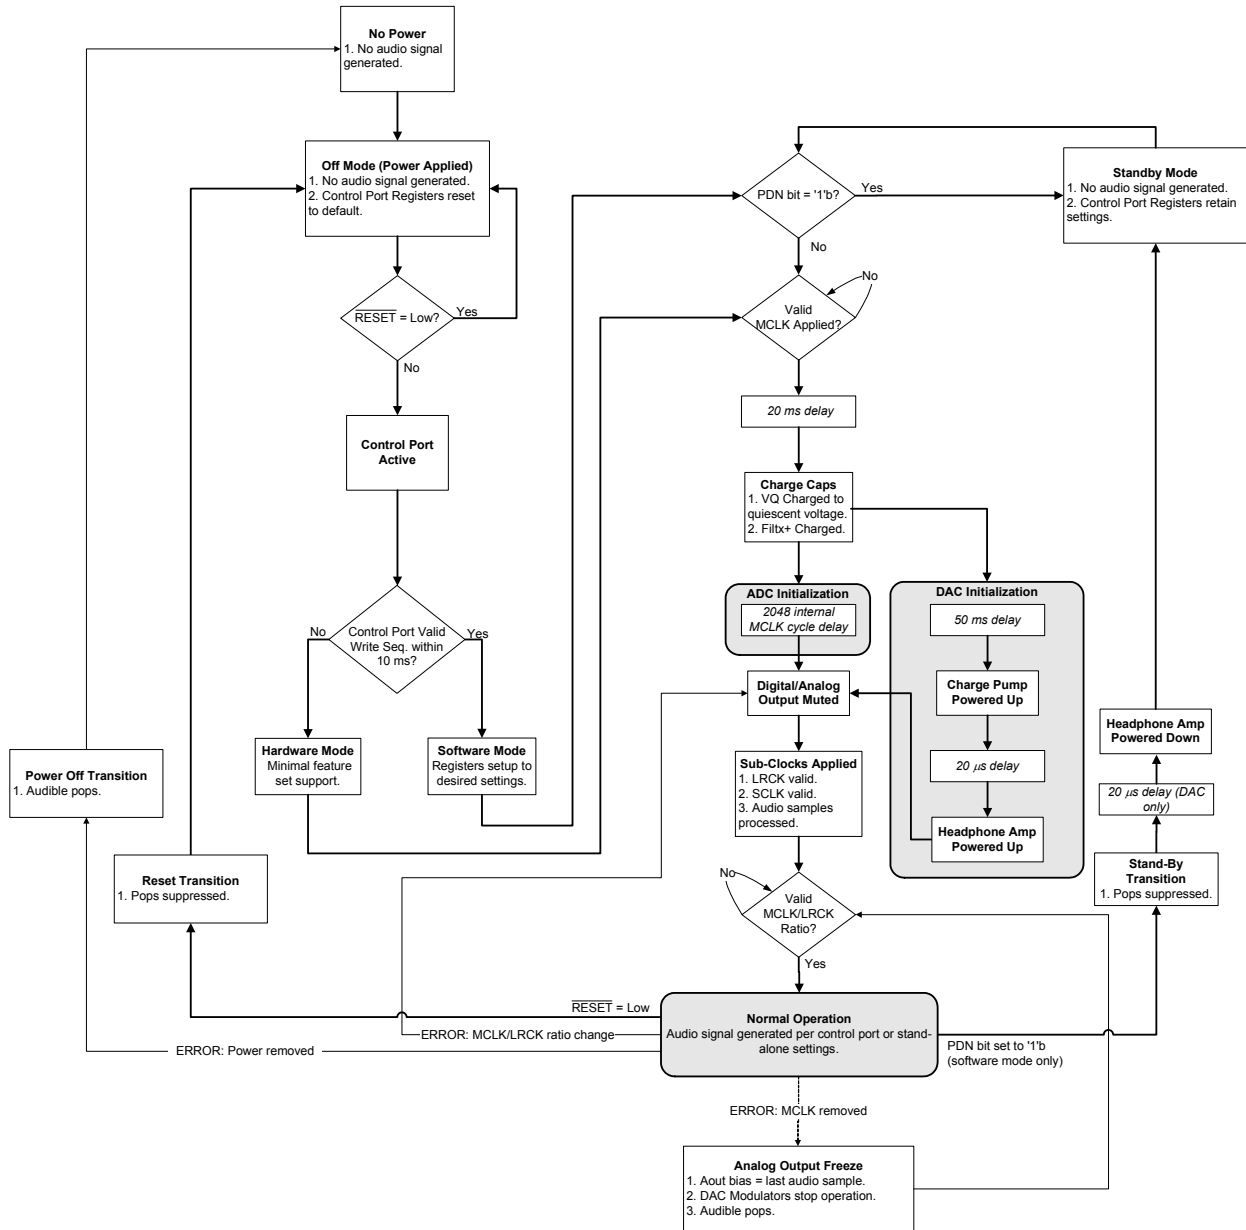 No Power
1. No audio signal
generated.
Off Mode (Power Applied)
1. No audio signal generated.
2. Control Port Registers reset
to default.
RESET = Low?
Yes
No
Control Port
Active
Control Port Valid
Write Seq. within
10 ms?
No
Yes
Hardware Mode
Minimal feature
set support.
Software Mode
Registers setup to
desired settings.
Power Off Transition
1. Audible pops.
Reset Transition
1. Pops suppressed.
PDN bit = '1'b?
Yes
No
Standby Mode
1. No audio signal generated.
2. Control Port Registers retain
settings.
Valid
MCLK Applied?
No
20 ms delay
Charge Caps
1. VQ Charged to
quiescent voltage.
2. Filtx+ Charged.
ADC Initialization
2048 internal
MCLK cycle delay
DAC Initialization
50 ms delay
Charge Pump
Powered Up
20 μs delay
Headphone Amp
Powered Up
Digital/Analog
Output Muted
Sub-Clocks Applied
1. LRCK valid.
2. SCLK valid.
3. Audio samples
processed.
No
Valid
MCLK/LRCK
Ratio?
Yes
Headphone Amp
Powered Down
20 μs delay (DAC
only)
Stand-By
Transition
1. Pops suppressed.
RESET = Low
ERROR: MCLK/LRCK ratio change
ERROR: Power removed
Normal Operation
Audio signal generated per control port or stand-
alone settings.
PDN bit set to '1'b
(software mode only)
ERROR: MCLK removed
Analog Output Freeze
1. Aout bias = last audio sample.
2. DAC Modulators stop operation.
3. Audible pops.